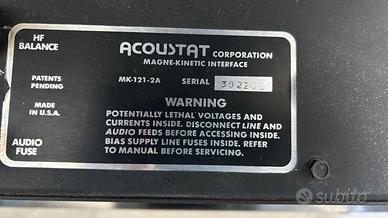 HF
BALANCE
ACOUSTAT CORPORATION
MAGNE-KINETIC INTERFACE
PATENTS
PENDING
MK-121-2A SERIAL
MADE IN
U.S.A.
WARNING
POTENTIALLY LETHAL VOLTAGES AND
CURRENTS INSIDE. DISCONNECT LINE AND
AUDIO FEEDS BEFORE ACCESSING INSIDE.
BIAS SUPPLY LINE FUSES INSIDE. REFER
TO MANUAL BEFORE SERVICING.
AUDIO
FUSE
subito